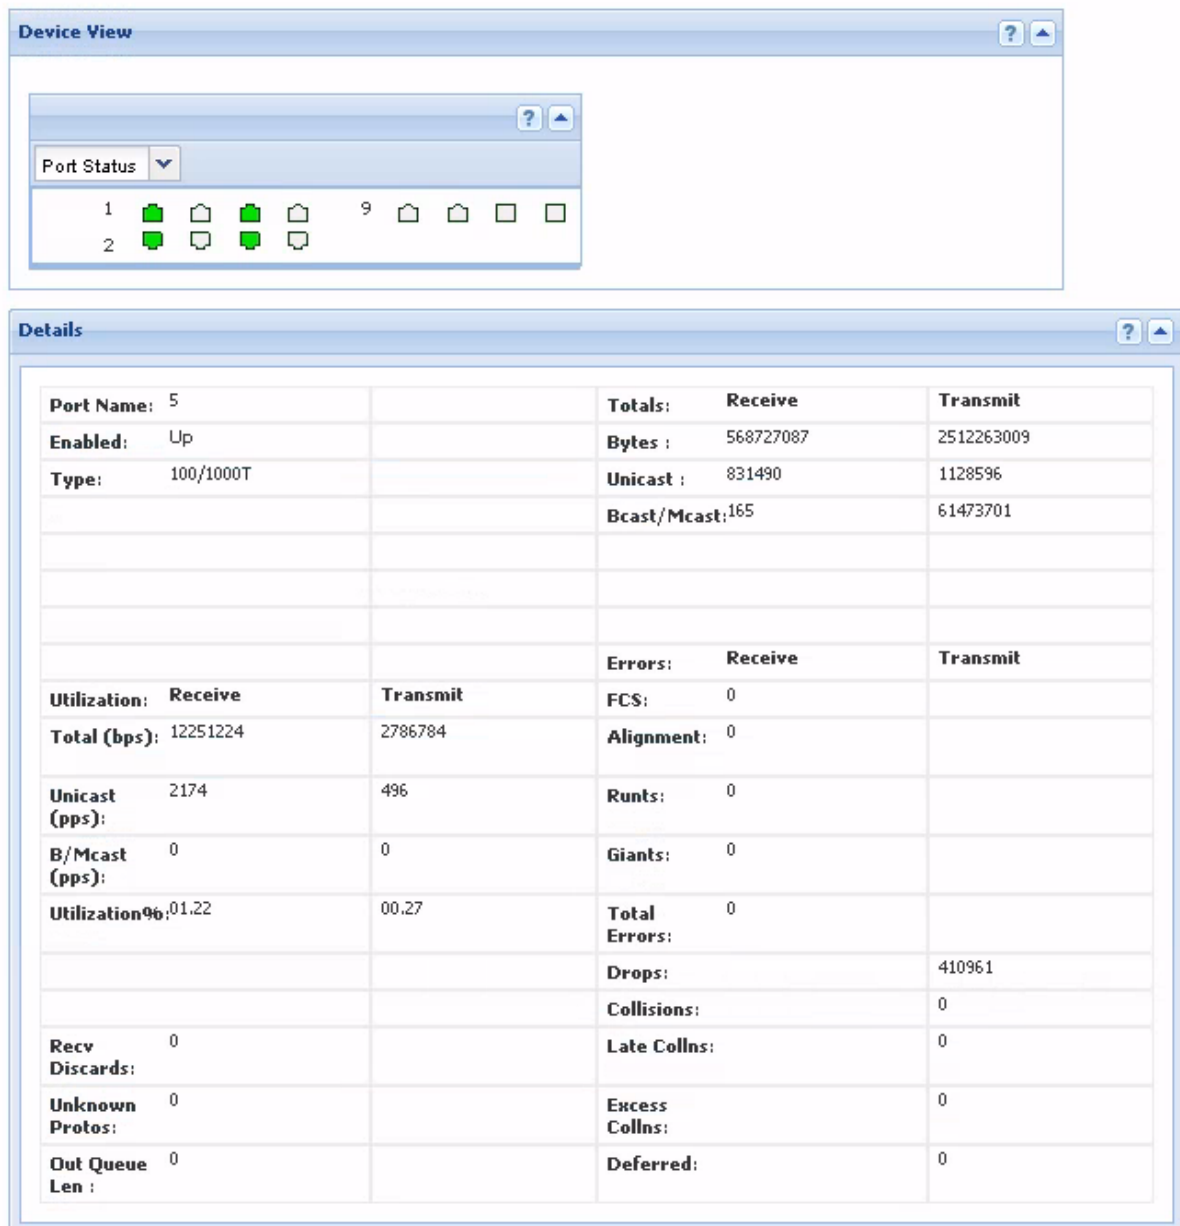 Device View
?
?
Port Status
1 9
2
Details
?
Port Name: 5 Totals: Receive Transmit
Enabled: Up Bytes : 568727087 2512263009
Type: 100/1000T Unicast : 831490 1128596
Bcast/Mcast: 165 61473701
Errors: Receive Transmit
Utilization: Receive Transmit FCS: 0
Total (bps): 12251224 2786784 Alignment: 0
Unicast 2174 496 Runts: 0
(pps):
B/Mcast 0 0 Giants: 0
(pps):
Utilization%: 01.22 00.27 Total 0
Errors:
Drops: 410961
Collisions: 0
Recv 0 Late Collns: 0
Discards:
Unknown 0 Excess 0
Protos: Collns:
Out Queue 0 Deferred: 0
Len :